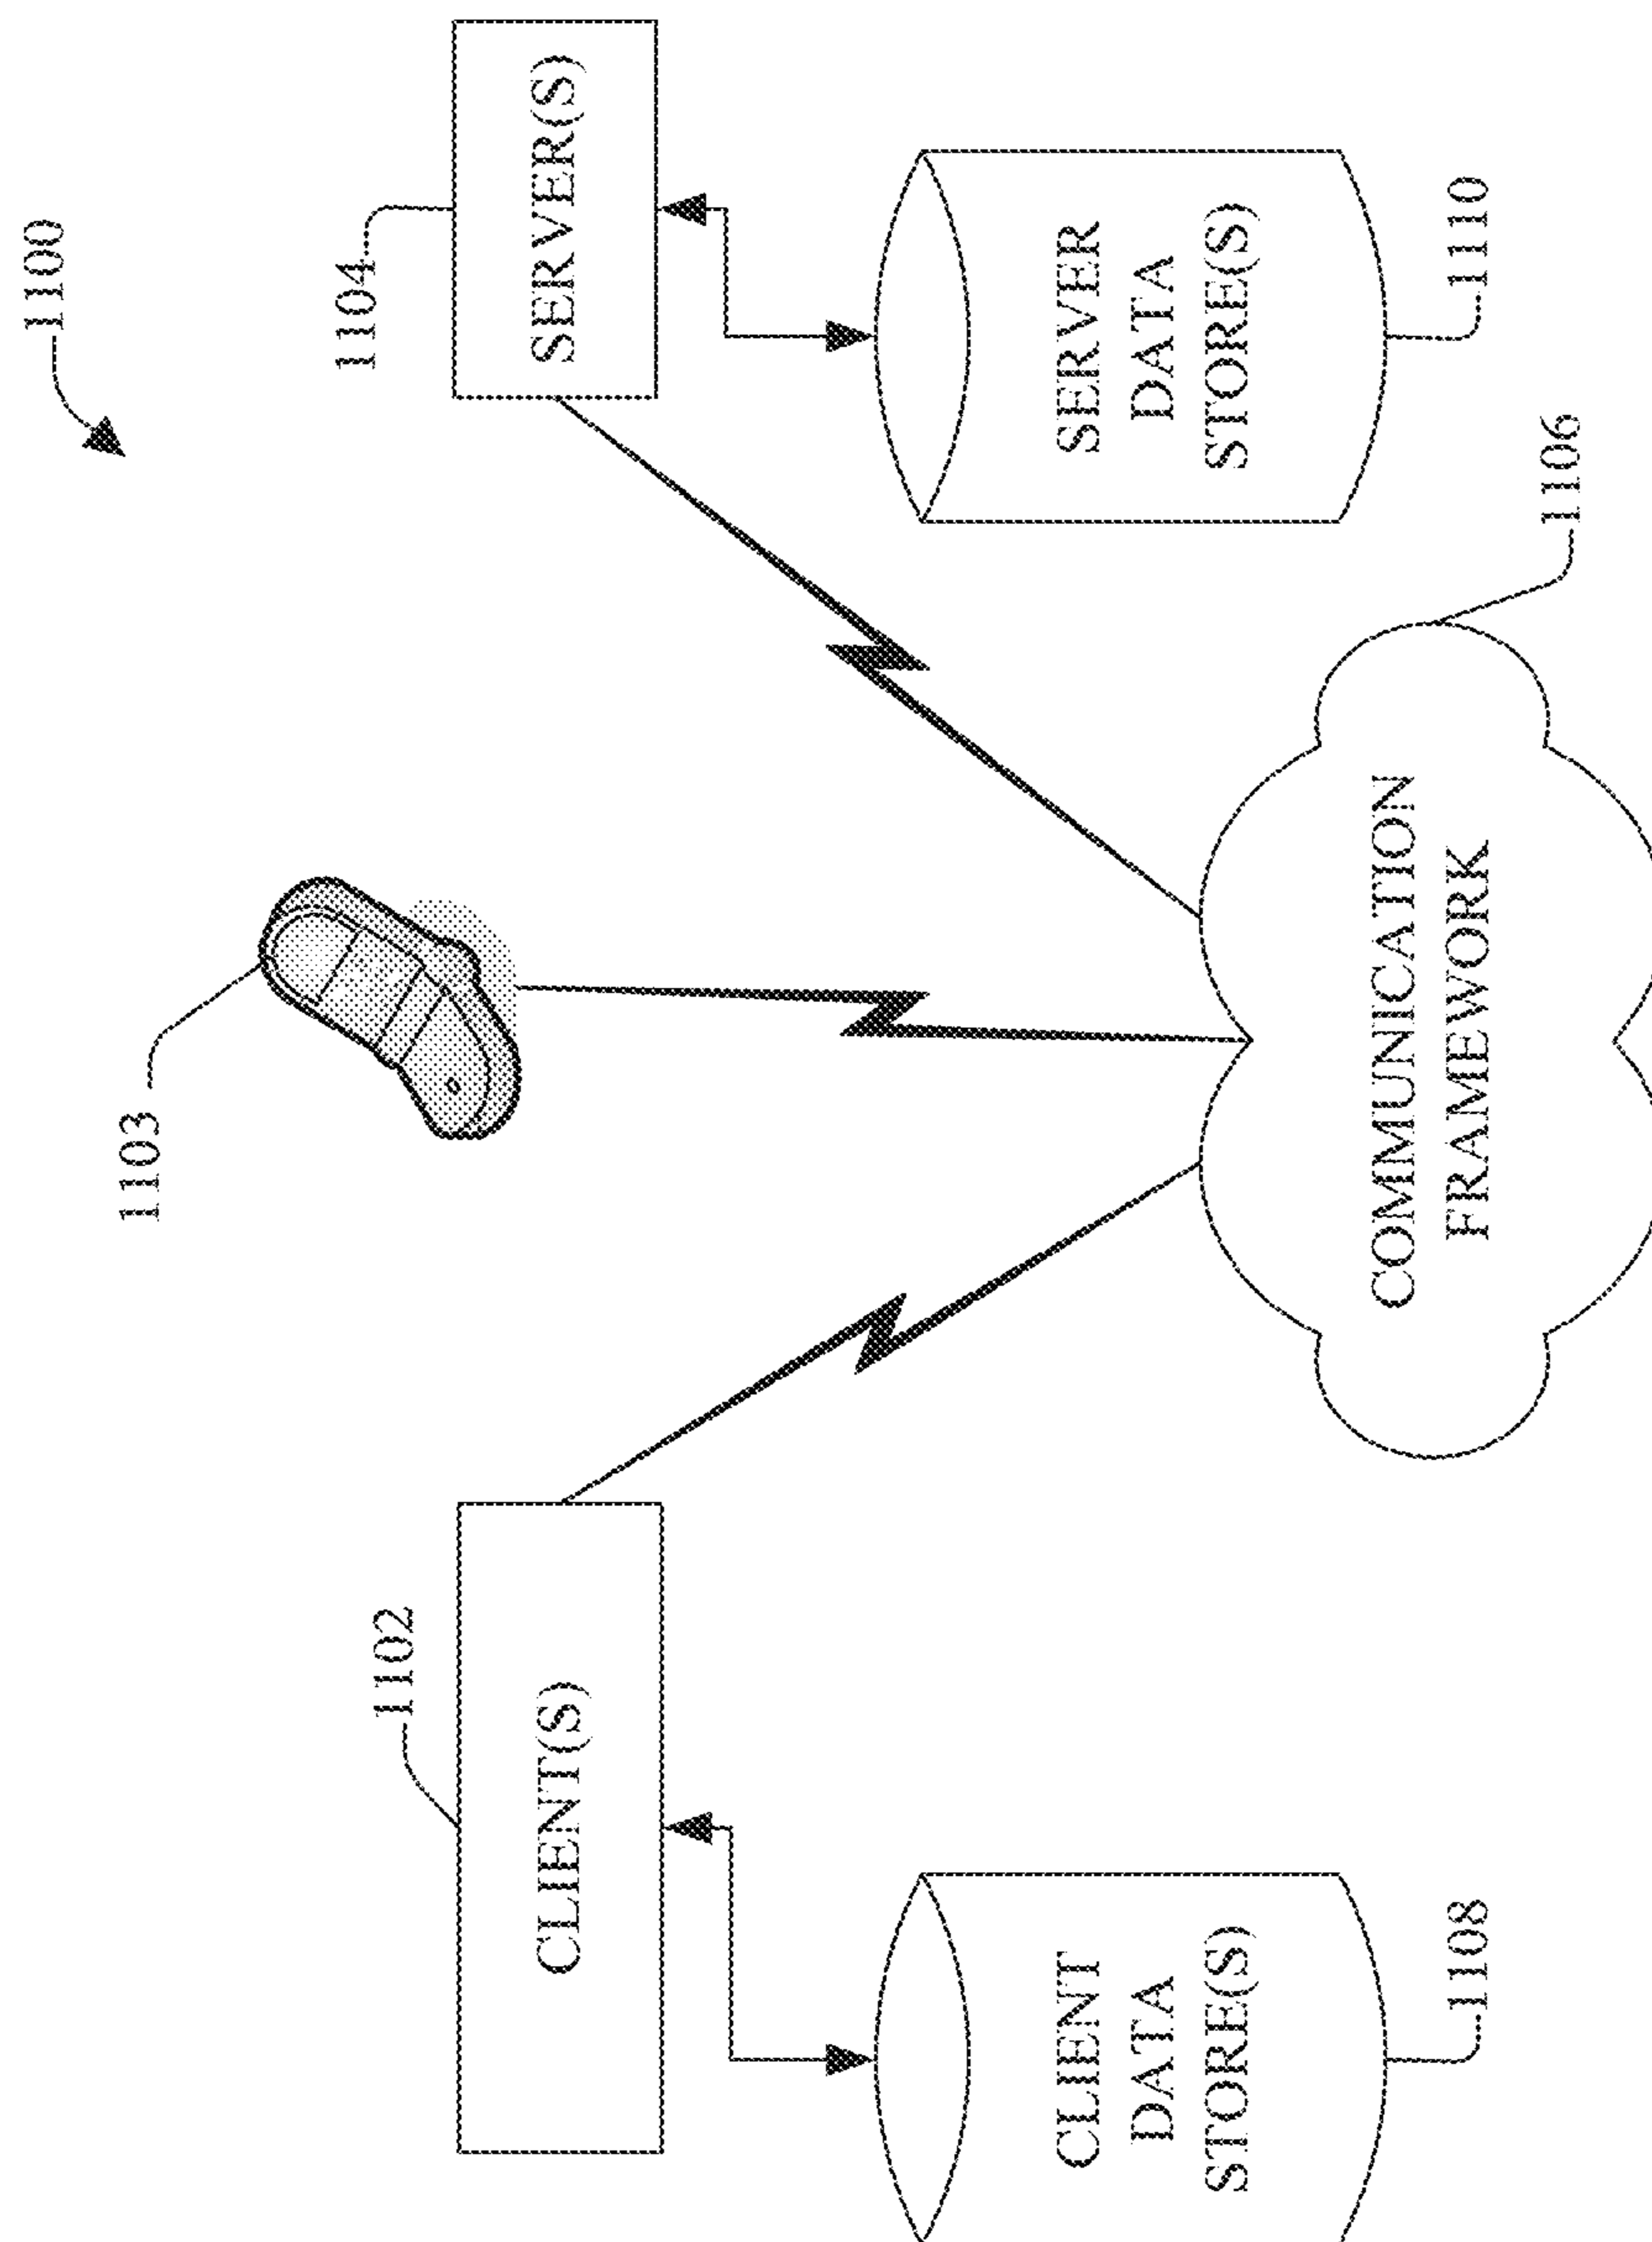 1100
1103
1102
1104
CLIENT(S)
SERVER(S)
CLIENT
DATA
STORE(S)
SERVER
DATA
STORE(S)
COMMUNICATION
FRAMEWORK
1108
1110
1106